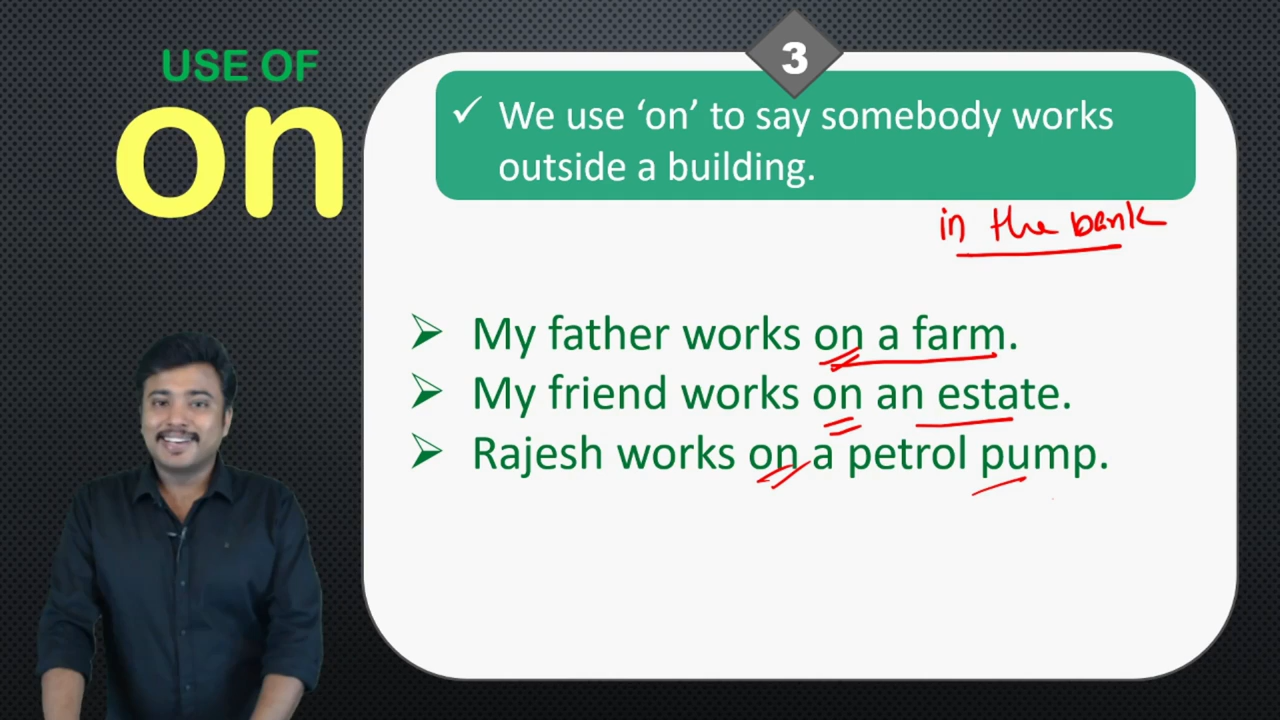 USE OF
on
3
✓ We use ‘on’ to say somebody works
outside a building.
in the bank
➢ My father works on a farm.
➢ My friend works on an estate.
➢ Rajesh works on a petrol pump.